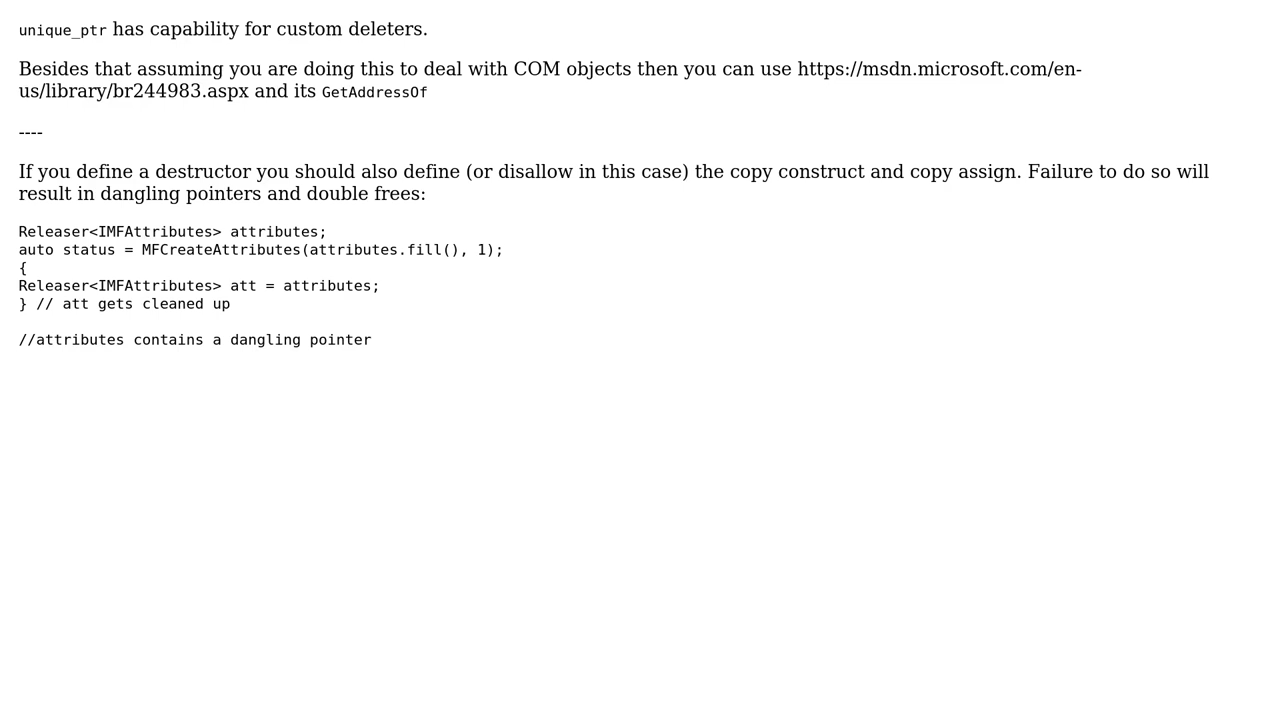 unique_ptr has capability for custom deleters.
Besides that assuming you are doing this to deal with COM objects then you can use https://msdn.microsoft.com/en-
us/library/br244983.aspx and its GetAddressOf
----
If you define a destructor you should also define (or disallow in this case) the copy construct and copy assign. Failure to do so will
result in dangling pointers and double frees:
Releaser<IMFAttributes> attributes;
auto status = MFCreateAttributes(attributes.fill(), 1);
{
Releaser<IMFAttributes> att = attributes;
} // att gets cleaned up
//attributes contains a dangling pointer